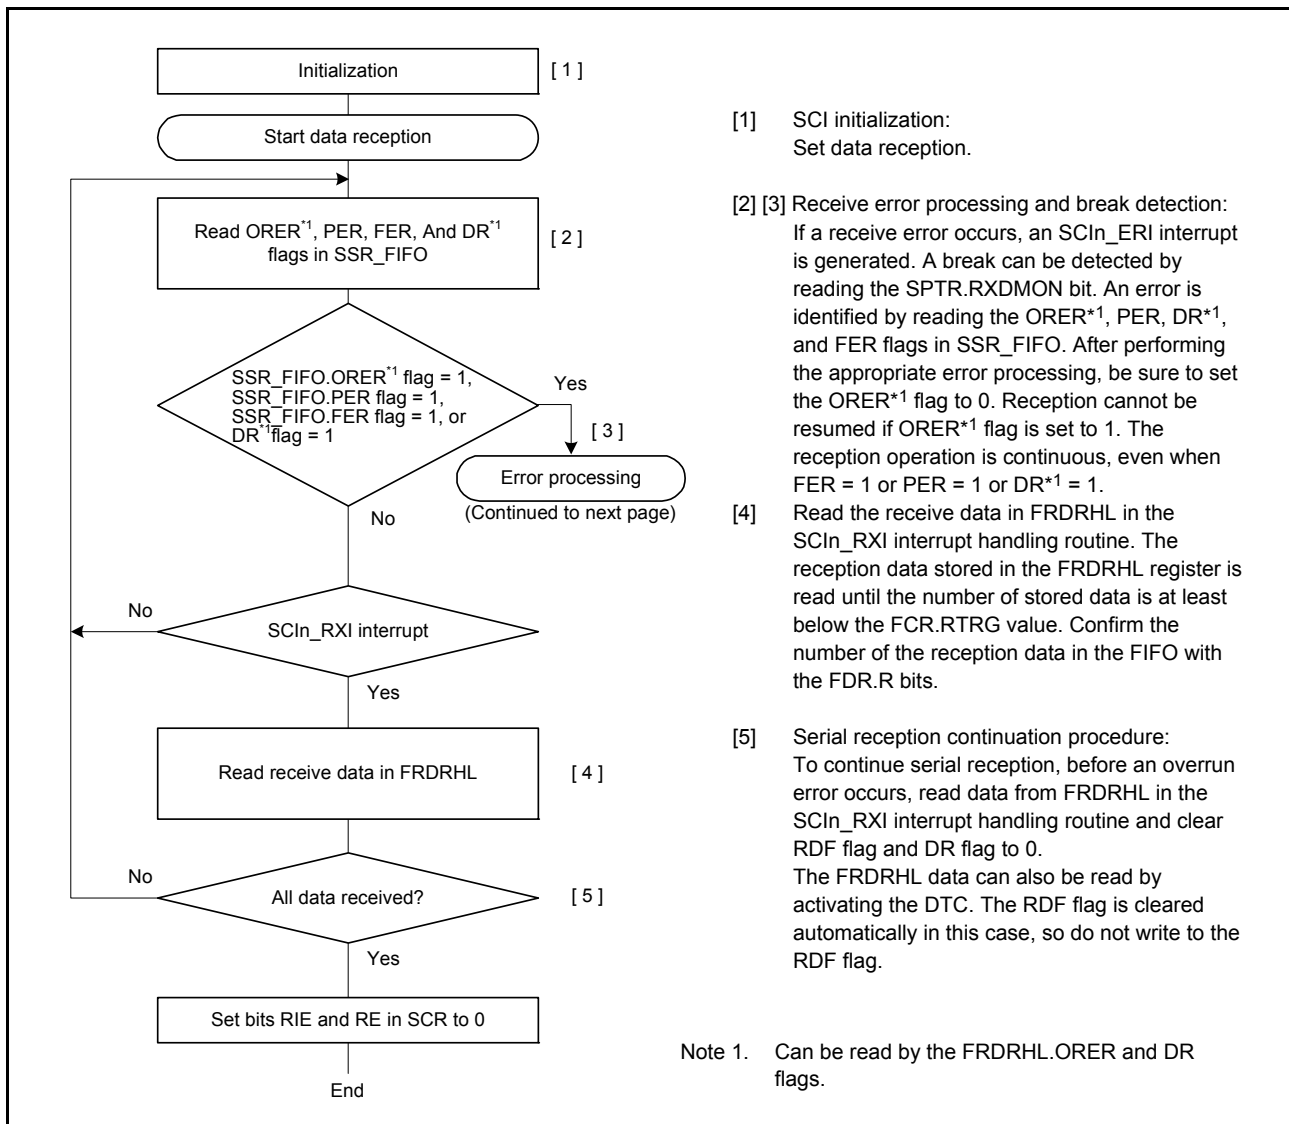 Initialization
[ 1 ]
Start data reception
Read ORER*1, PER, FER, And DR*1
flags in SSR_FIFO
[ 2 ]
SSR_FIFO.ORER*1 flag = 1,
SSR_FIFO.PER flag = 1,
SSR_FIFO.FER flag = 1, or
DR*1flag = 1
Yes
[ 3 ]
Error processing
(Continued to next page)
No
No
SCIn_RXI interrupt
Yes
Read receive data in FRDRHL
[ 4 ]
No
All data received?
[ 5 ]
Yes
Set bits RIE and RE in SCR to 0
End
[1] SCI initialization:
Set data reception.
[2] [3] Receive error processing and break detection:
If a receive error occurs, an SCIn_ERI interrupt
is generated. A break can be detected by
reading the SPTR.RXDMON bit. An error is
identified by reading the ORER*1, PER, DR*1,
and FER flags in SSR_FIFO. After performing
the appropriate error processing, be sure to set
the ORER*1 flag to 0. Reception cannot be
resumed if ORER*1 flag is set to 1. The
reception operation is continuous, even when
FER = 1 or PER = 1 or DR*1 = 1.
[4] Read the receive data in FRDRHL in the
SCIn_RXI interrupt handling routine. The
reception data stored in the FRDRHL register is
read until the number of stored data is at least
below the FCR.RTRG value. Confirm the
number of the reception data in the FIFO with
the FDR.R bits.
[5] Serial reception continuation procedure:
To continue serial reception, before an overrun
error occurs, read data from FRDRHL in the
SCIn_RXI interrupt handling routine and clear
RDF flag and DR flag to 0.
The FRDRHL data can also be read by
activating the DTC. The RDF flag is cleared
automatically in this case, so do not write to the
RDF flag.
Note 1. Can be read by the FRDRHL.ORER and DR
flags.